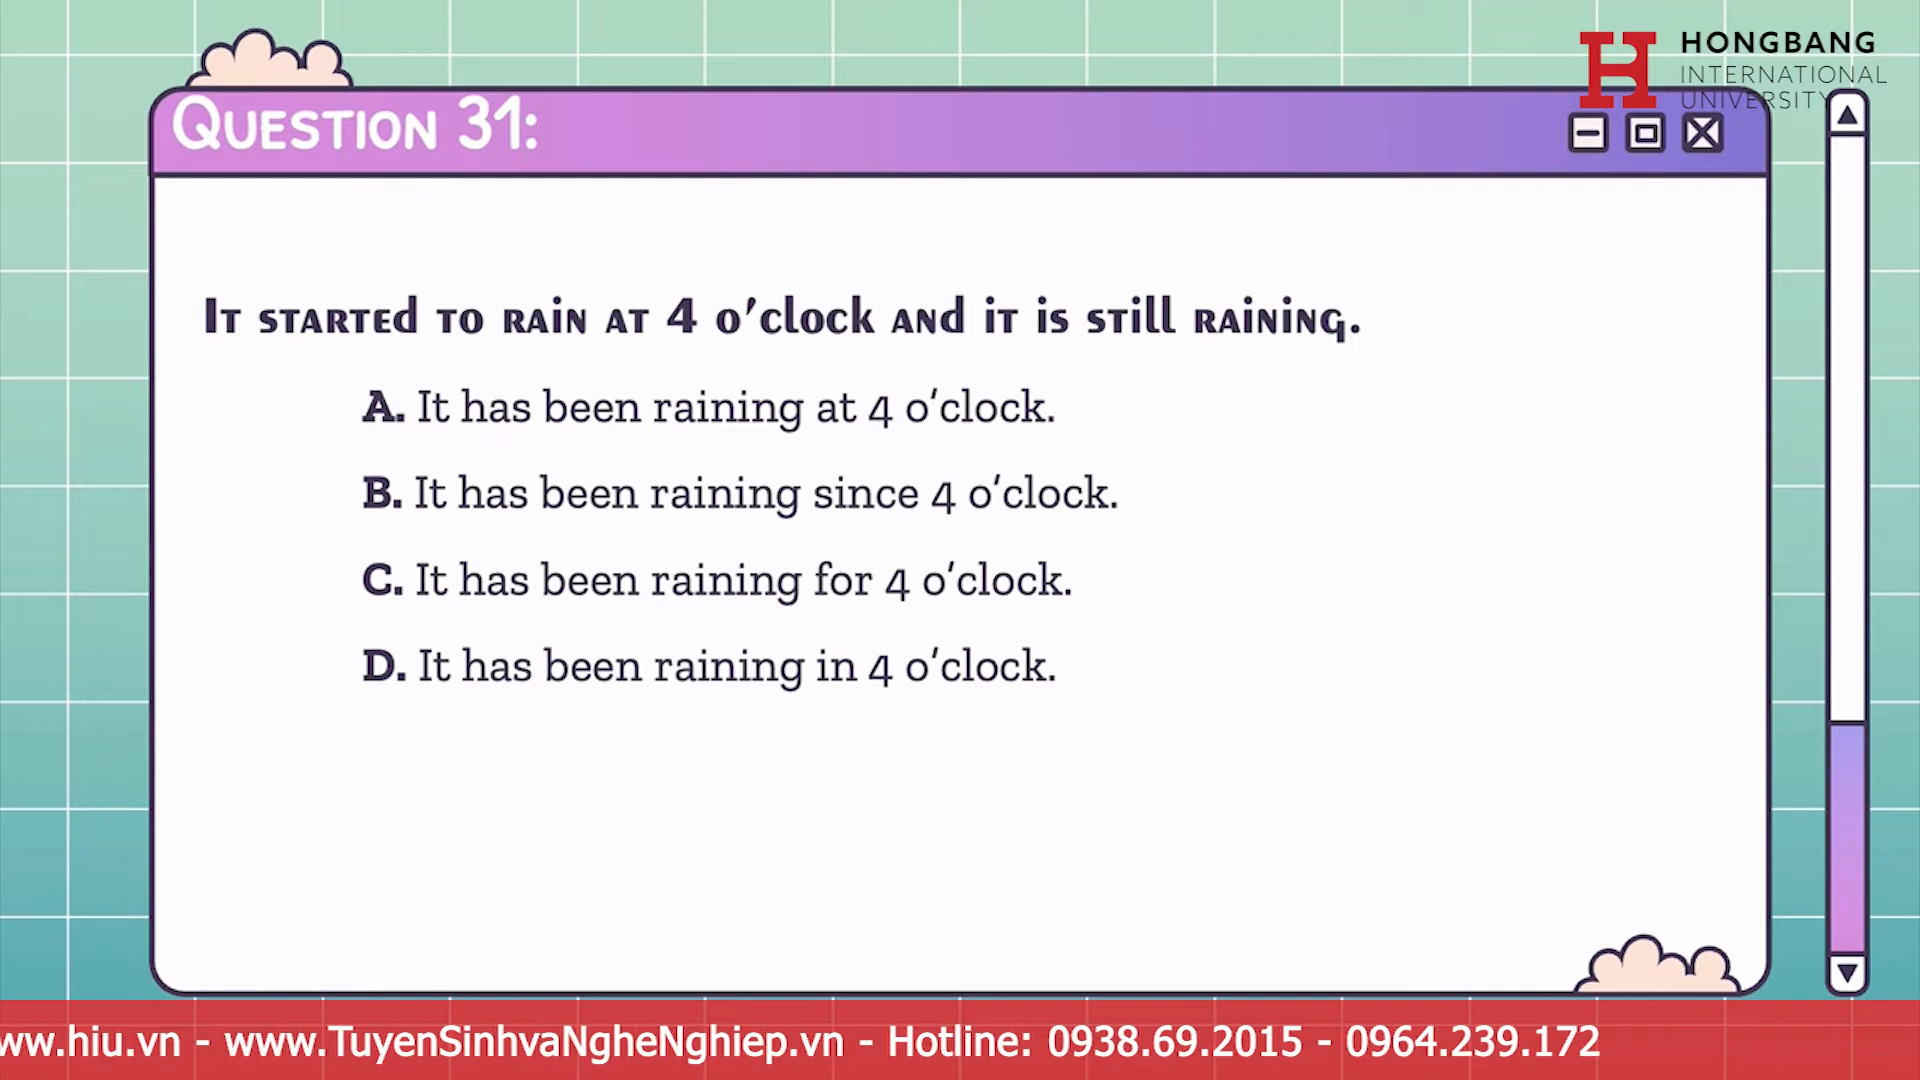 HONGBANG
INTERNATIONAL
UNIVERSITY
QUESTION 31:
It started to rain at 4 o'clock and it is still raining.
A. It has been raining at 4 o'clock.
B. It has been raining since 4 o'clock.
C. It has been raining for 4 o'clock.
D. It has been raining in 4 o'clock.
ww.hiu.vn - www.TuyenSinhvaNgheNghiep.vn - Hotline: 0938.69.2015 - 0964.239.172